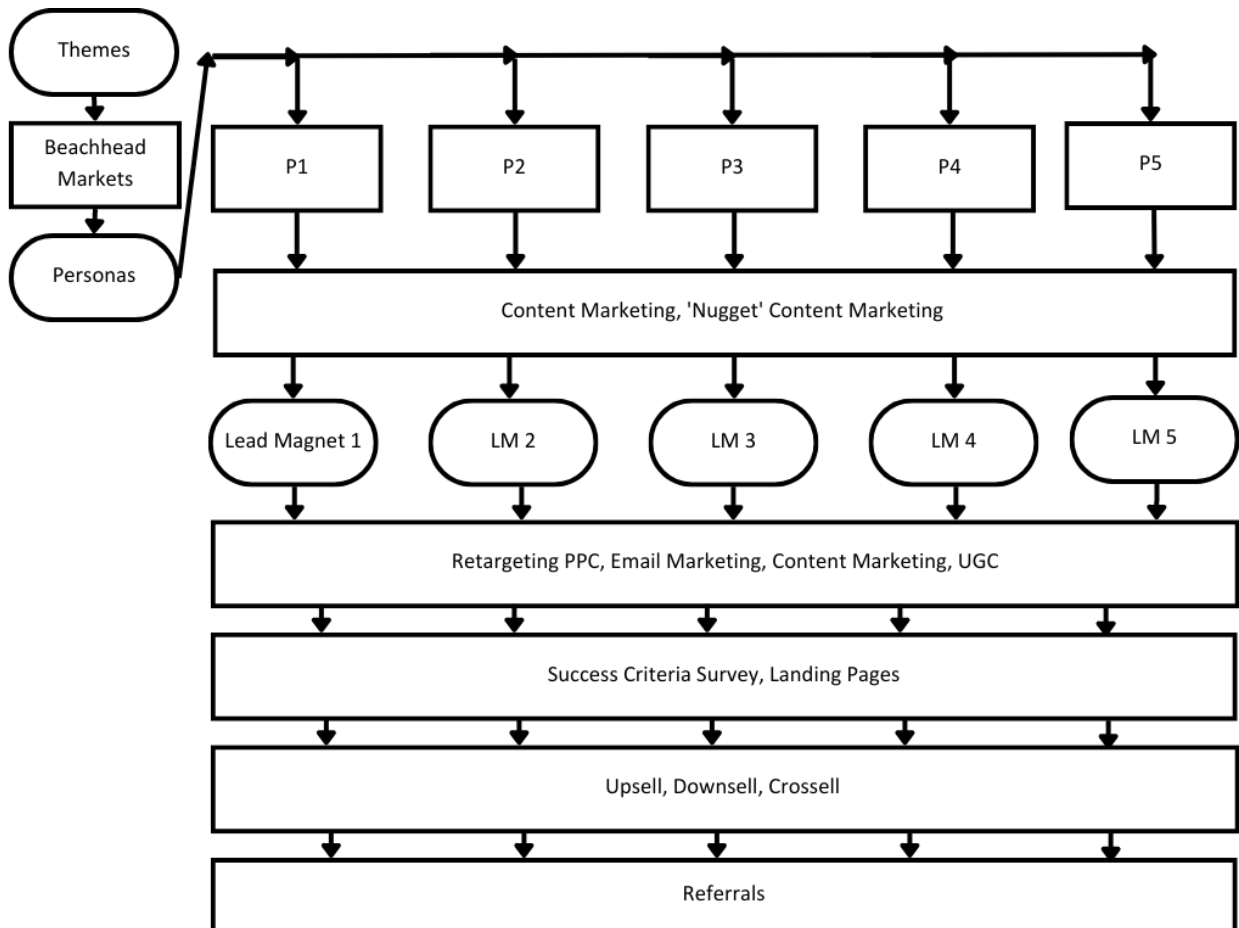 Themes
Beachhead
Markets
Personas
P1
P2
P3
P4
P5
Content Marketing, 'Nugget' Content Marketing
Lead Magnet 1
LM 2
LM 3
LM 4
LM 5
Retargeting PPC, Email Marketing, Content Marketing, UGC
Success Criteria Survey, Landing Pages
Upsell, Downsell, Crossell
Referrals